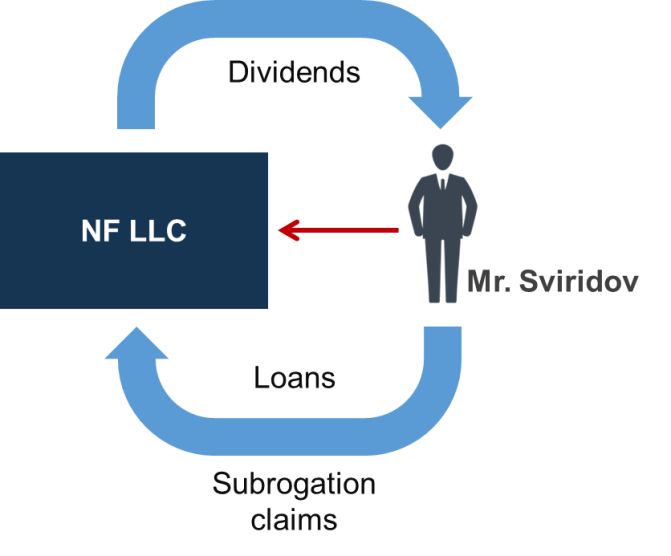 Dividends
NF LLC
Mr. Sviridov
Loans
Subrogation
claims